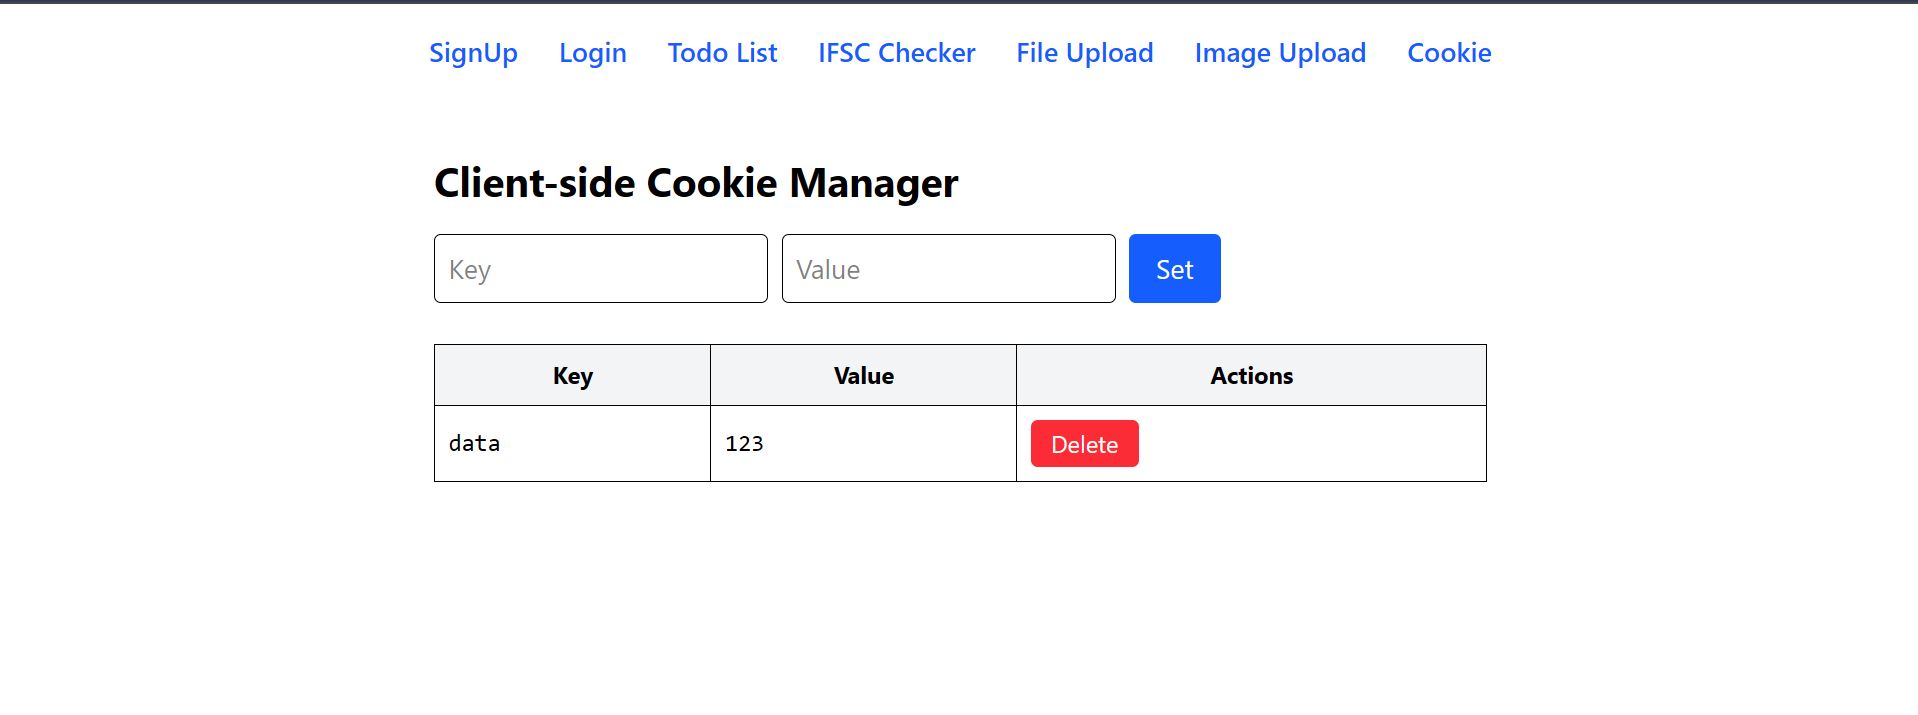 SignUp Login Todo List IFSC Checker File Upload Image Upload Cookie
Client-side Cookie Manager
Key Value Set
Key Value Actions
data 123 Delete